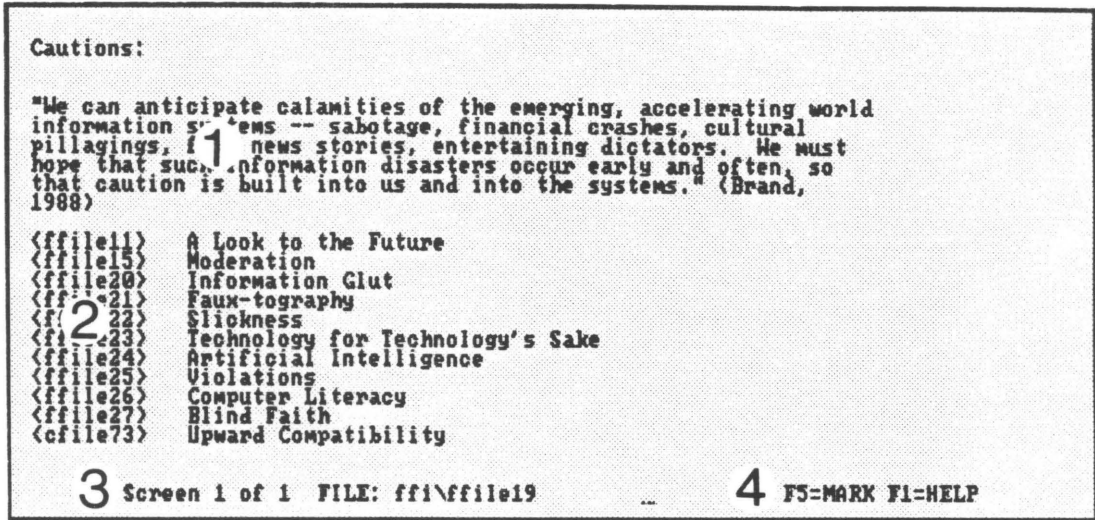 Cautions:
"We can anticipate calamities of the emerging, accelerating world
information systems -- sabotage, financial crashes, cultural
pillagings, 1 news stories, entertaining dictators. We must
hope that such information disasters occur early and often, so
that caution is built into us and into the systems." (Brand,
1988)
<ffile11> A Look to the Future
<ffile15> Moderation
<ffile20> Information Glut
<ffile21> Faux-tography
<ffile22> Slickness
2
<ffile23> Technology for Technology's Sake
<ffile24> Artificial Intelligence
<ffile25> Violations
<ffile26> Computer Literacy
<ffile27> Blind Faith
<cfile73> Upward Compatibility
3 Screen 1 of 1 FILE: ffi\ffile19 4 F5=MARK F1=HELP